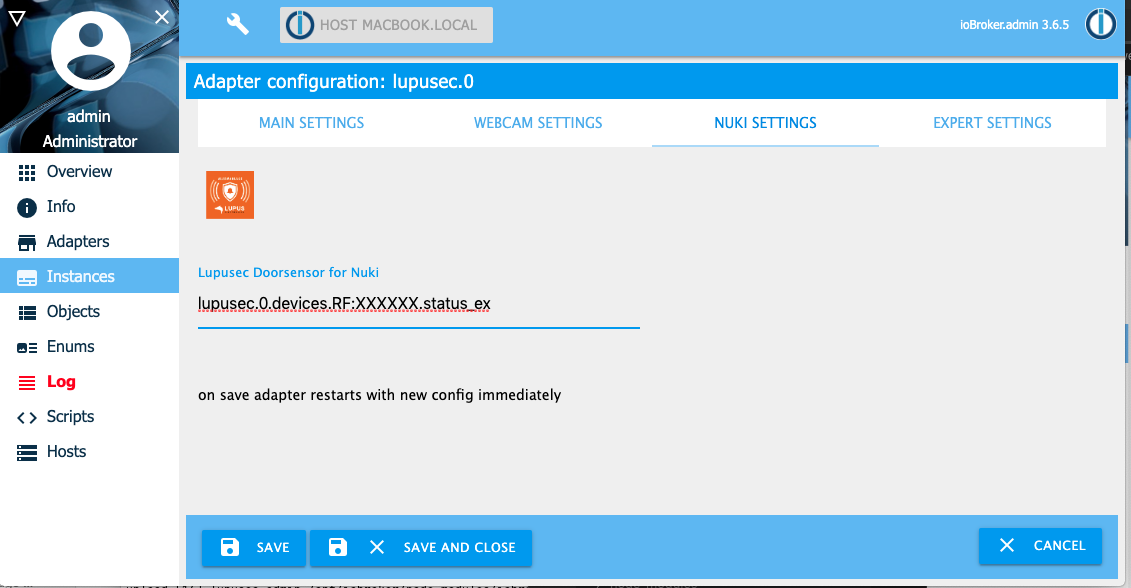 HOST MACBOOK.LOCAL
ioBroker.admin 3.6.5
admin
Administrator
Overview
Info
Adapters
Instances
Objects
Enums
Log
Scripts
Hosts
Adapter configuration: lupusec.0
MAIN SETTINGS
WEBCAM SETTINGS
NUKI SETTINGS
EXPERT SETTINGS
LUPUS
Lupusec Doorsensor for Nuki
lupusec.0.devices.RF:XXXXXX.status_ex
on save adapter restarts with new config immediately
SAVE
SAVE AND CLOSE
CANCEL